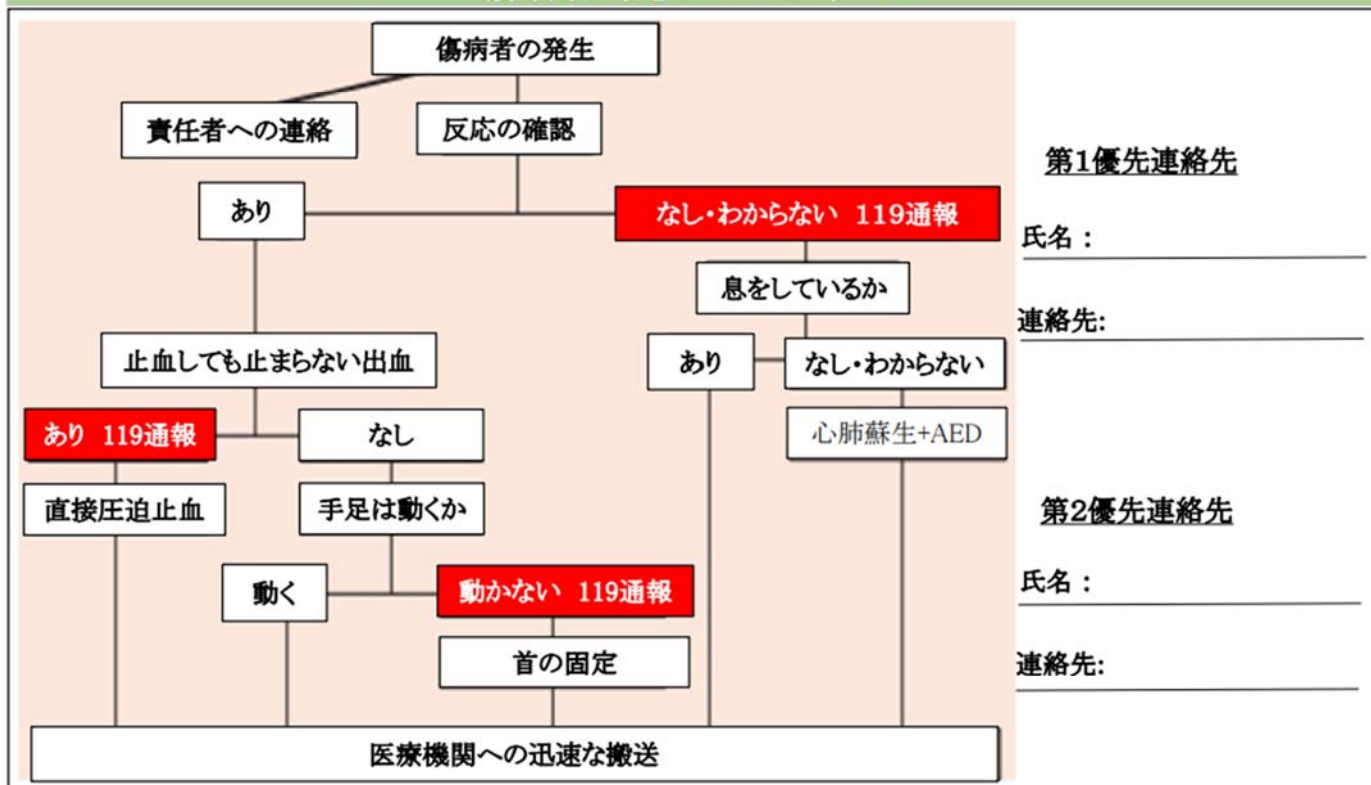 傷病者の発生
責任者への連絡
反応の確認
あり
なし・わからない 119通報
息をしているか
止血しても止まらない出血
あり
なし・わからない
あり 119通報
なし
心肺蘇生+AED
直接圧迫止血
手足は動くか
動く
動かない 119通報
首の固定
医療機関への迅速な搬送
第1優先連絡先
氏名：
連絡先:
第2優先連絡先
氏名：
連絡先: